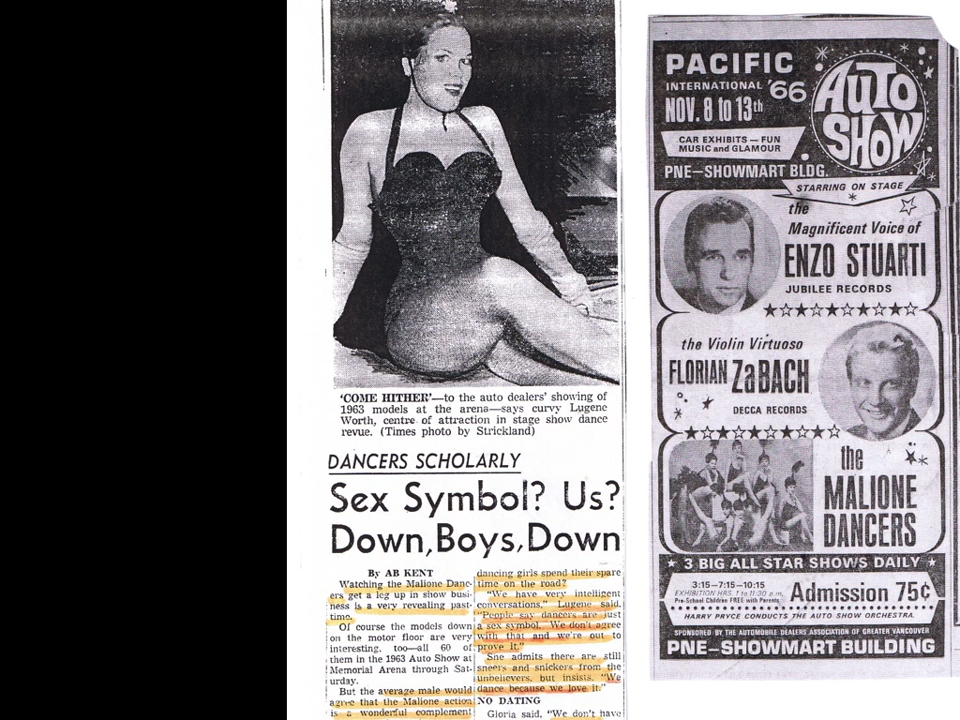 'COME HITHER'—to the auto dealers' showing of
1963 models at the arena—says curvy Lugene
Worth, centre of attraction in stage show dance
revue. (Times photo by Strickland)
DANCERS SCHOLARLY
Sex Symbol? Us?
Down, Boys, Down
By AB KENT
Watching the Malione Danc-
ers get a leg up in show busi-
ness is a very revealing past-
time.
Of course the models down
on the motor floor are very
interesting, too—all 60 of
them in the 1963 Auto Show at
Memorial Arena through Sat-
urday.
But the average male would
agree that the Malione action
is a wonderful complement
dancing girls spend their spare
time on the road?
"We have very intelligent
conversations," Lugene said.
"People say dancers are just
a sex symbol. We don't agree
with that and we're out to
prove it."
She admits there are still
sneers and snickers from the
unbelievers, but insists. "We
dance because we love it."
NO DATING
Gloria said, "We don't have
PACIFIC
INTERNATIONAL '66
NOV. 8 to 13th
AUTO
SHOW
CAR EXHIBITS — FUN
MUSIC and GLAMOUR
PNE—SHOWMART BLDG.
STARRING ON STAGE
the
Magnificent Voice of
ENZO STUARTI
JUBILEE RECORDS
the Violin Virtuoso
FLORIAN ZaBACH
DECCA RECORDS
the
MALIONE
DANCERS
3 BIG ALL STAR SHOWS DAILY
3:15—7:15—10:15
EXHIBITION HRS. 1 to 11:30 p.m.
Pre-School Children FREE with Parents
Admission 75¢
HARRY PRYCE CONDUCTS THE AUTO SHOW ORCHESTRA.
SPONSORED BY THE AUTOMOBILE DEALERS ASSOCIATION OF GREATER VANCOUVER
PNE—SHOWMART BUILDING